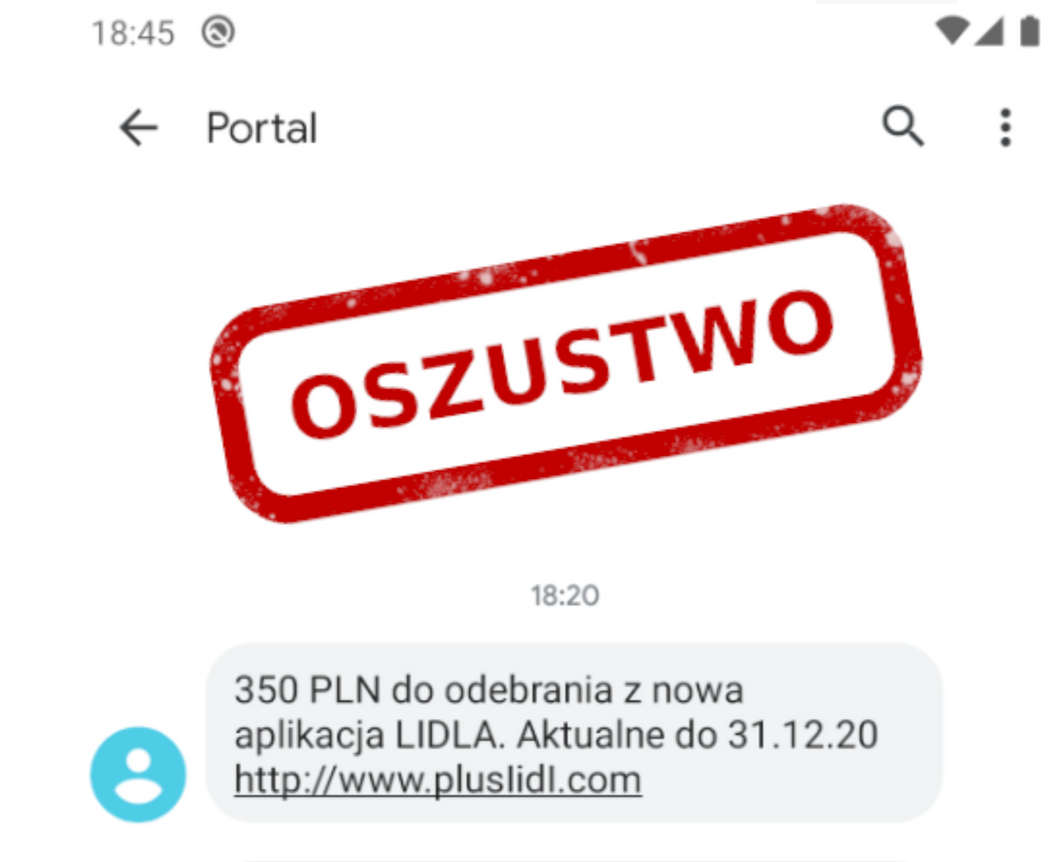 18:45
Portal
OSZUSTWO
18:20
350 PLN do odebrania z nowa
aplikacja LIDLA. Aktualne do 31.12.20
http://www.pluslidl.com